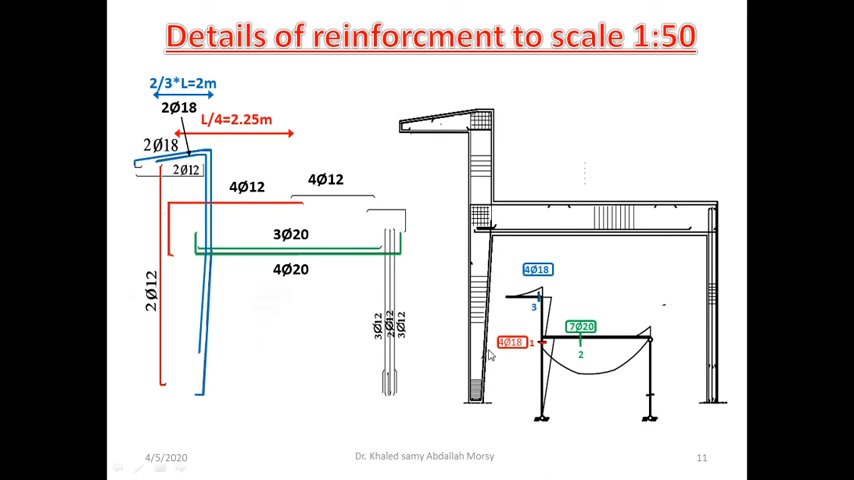 Details of reinforcment to scale 1:50
2/3*L=2m
2Ø18
L/4=2.25m
2Ø18
2Ø12
4Ø12
4Ø12
3Ø20
4Ø20
2Ø12
3Ø12
2Ø12
3Ø12
4Ø18
3
7Ø20
4Ø18
1
2
4/5/2020
Dr. Khaled samy Abdallah Morsy
11